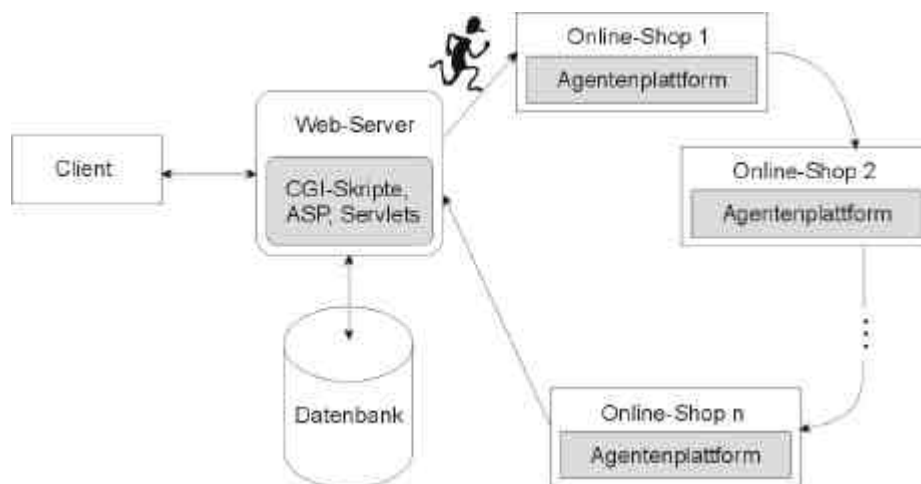 Online-Shop 1
Agentenplattform
Web-Server
Client
CGI-Skripte,
ASP, Servlets
Online-Shop 2
Agentenplattform
Datenbank
Online-Shop n
Agentenplattform